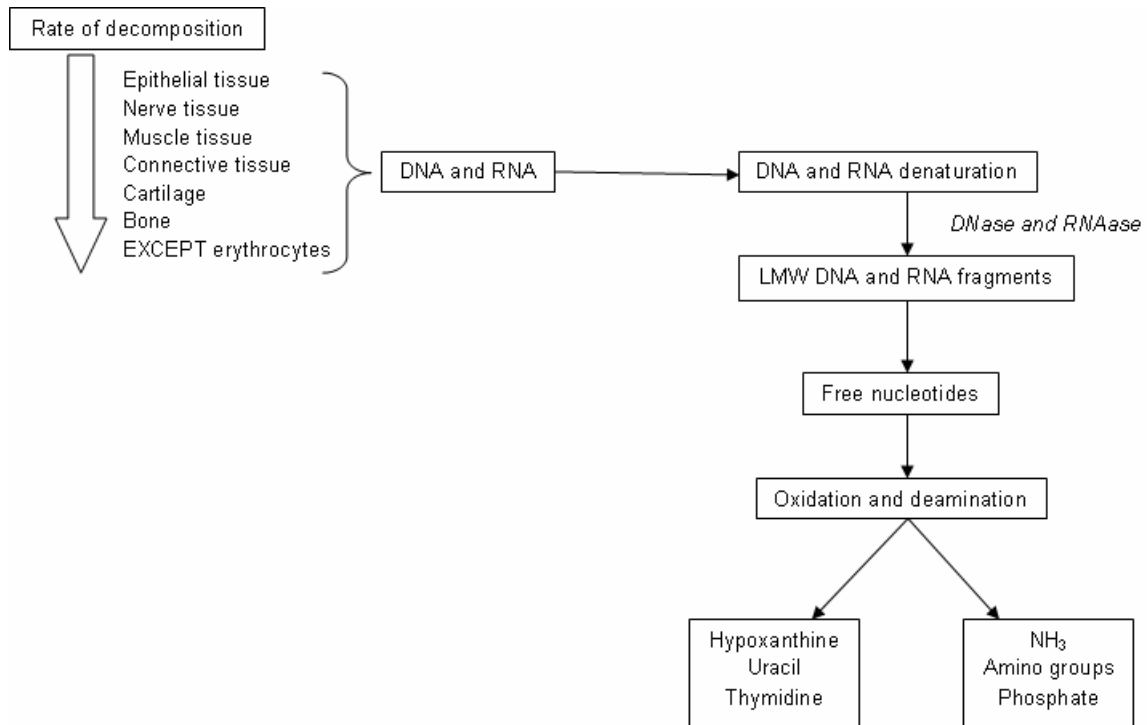 Rate of decomposition
Epithelial tissue
Nerve tissue
Muscle tissue
Connective tissue
Cartilage
Bone
EXCEPT erythrocytes
DNA and RNA
DNA and RNA denaturation
DNase and RNAase
LMW DNA and RNA fragments
Free nucleotides
Oxidation and deamination
Hypoxanthine
Uracil
Thymidine
NH₃
Amino groups
Phosphate